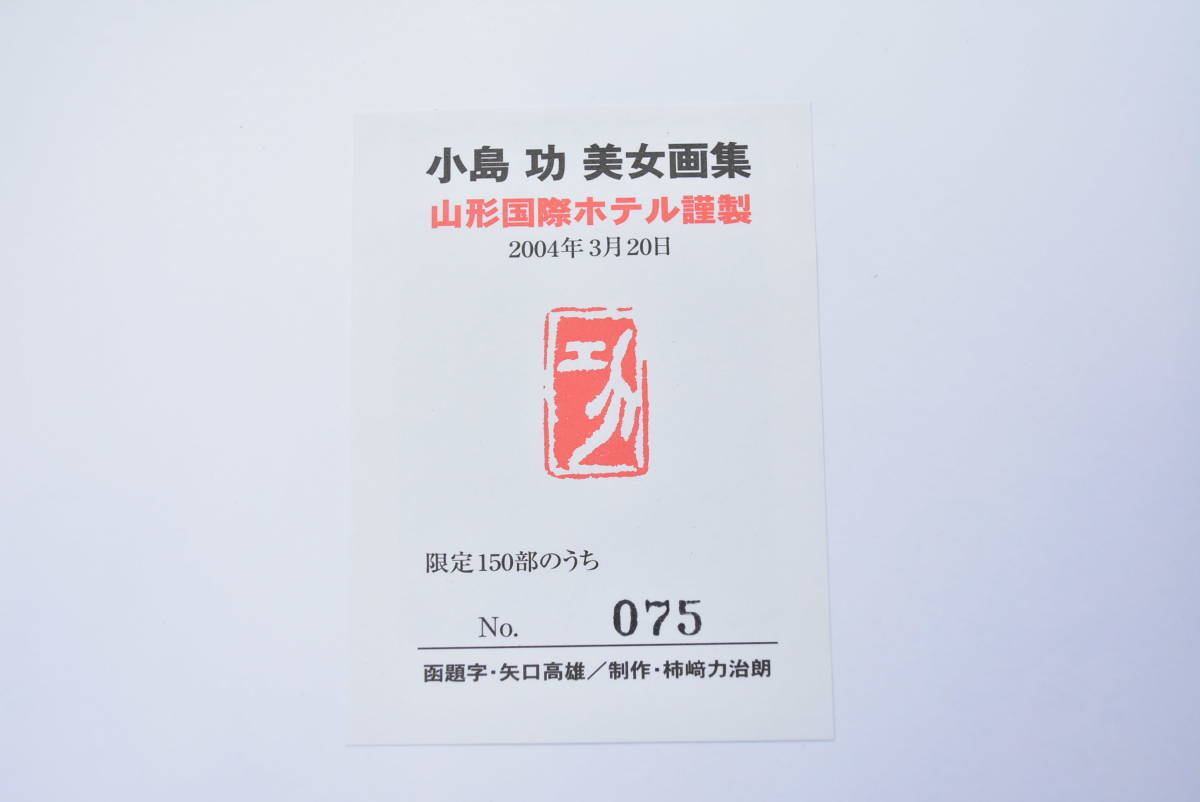 小島 功 美女画集
山形国際ホテル謹製
2004年3月20日
功
限定150部のうち
No. 075
函題字・矢口高雄／制作・柿﨑力治朗